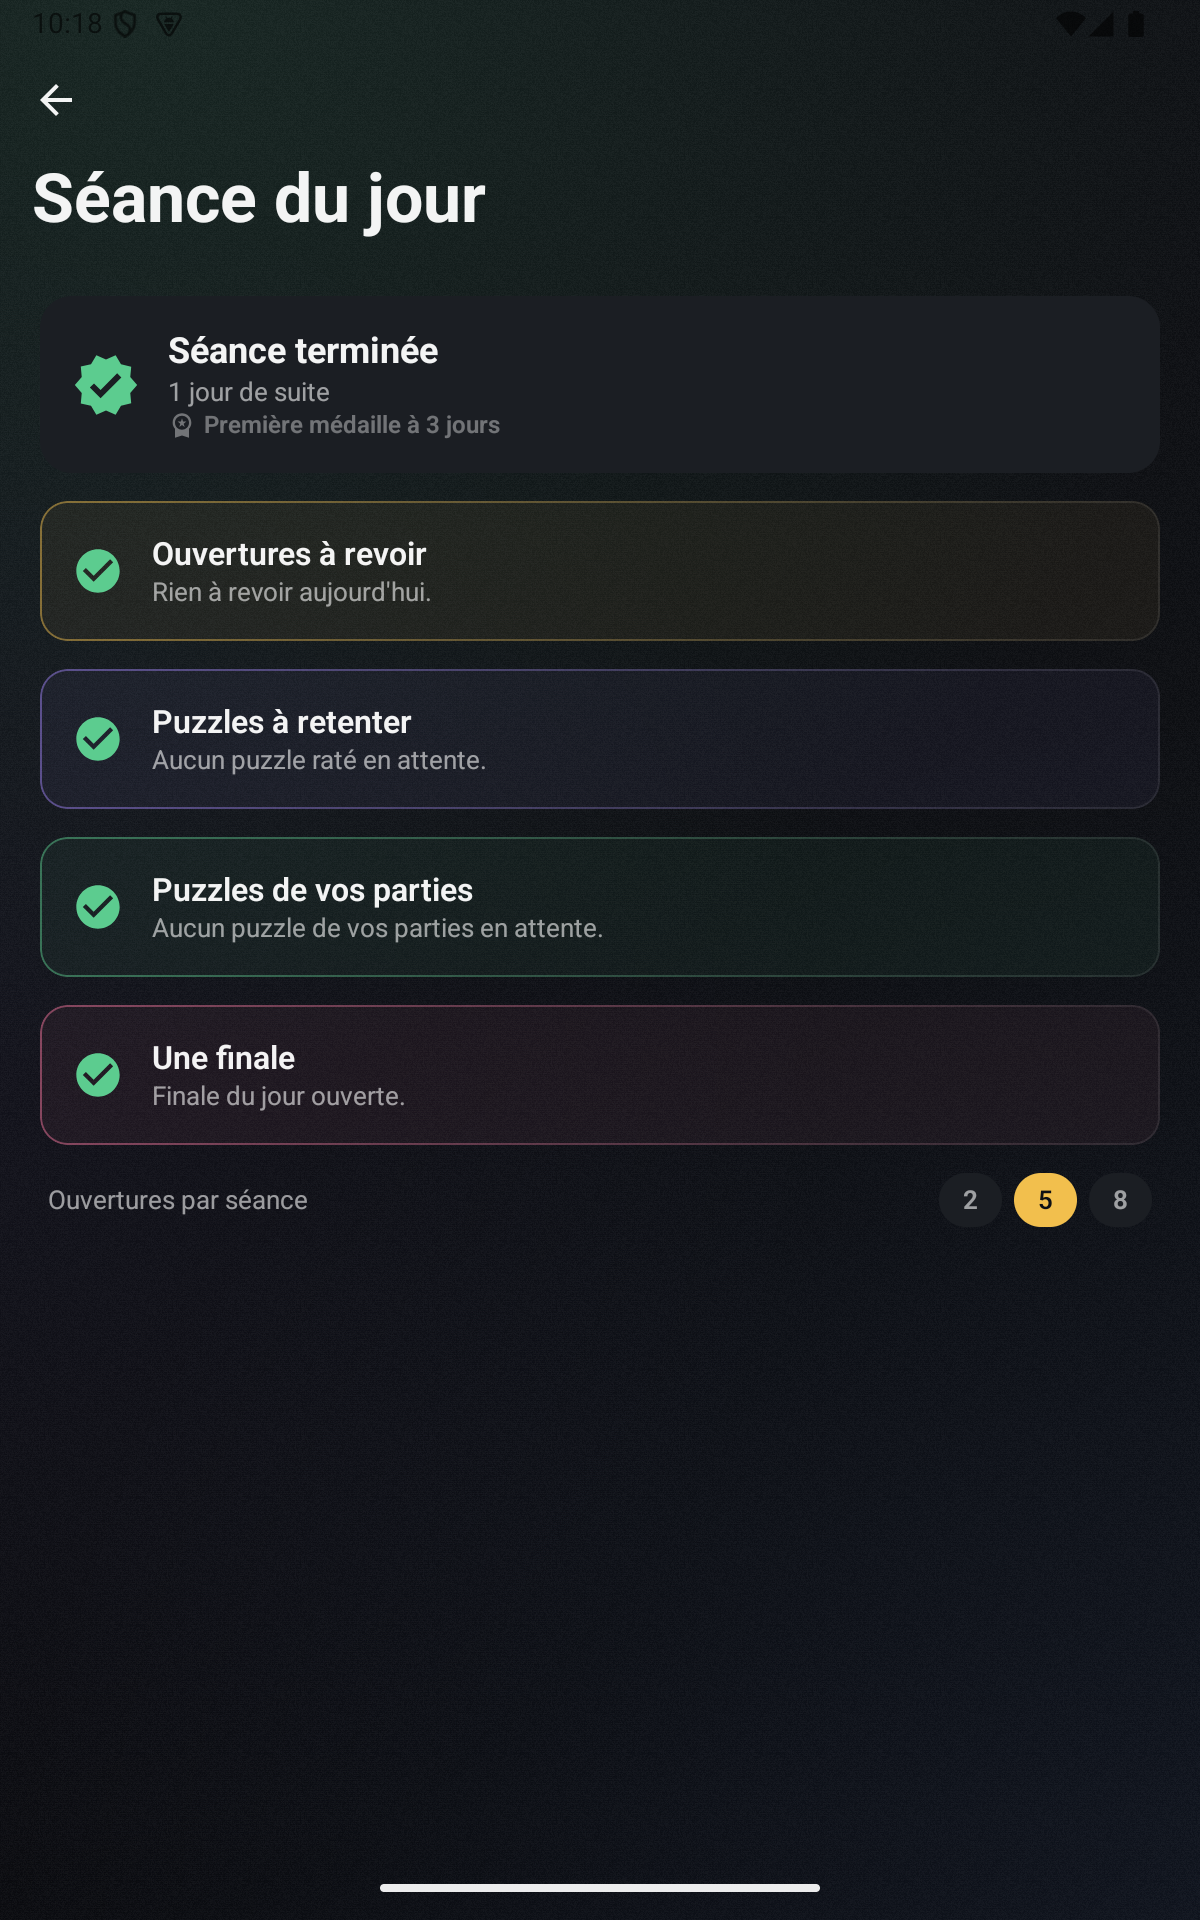 10:18
Séance du jour
Séance terminée
1 jour de suite
Première médaille à 3 jours
Ouvertures à revoir
Rien à revoir aujourd'hui.
Puzzles à retenter
Aucun puzzle raté en attente.
Puzzles de vos parties
Aucun puzzle de vos parties en attente.
Une finale
Finale du jour ouverte.
Ouvertures par séance 2 5 8